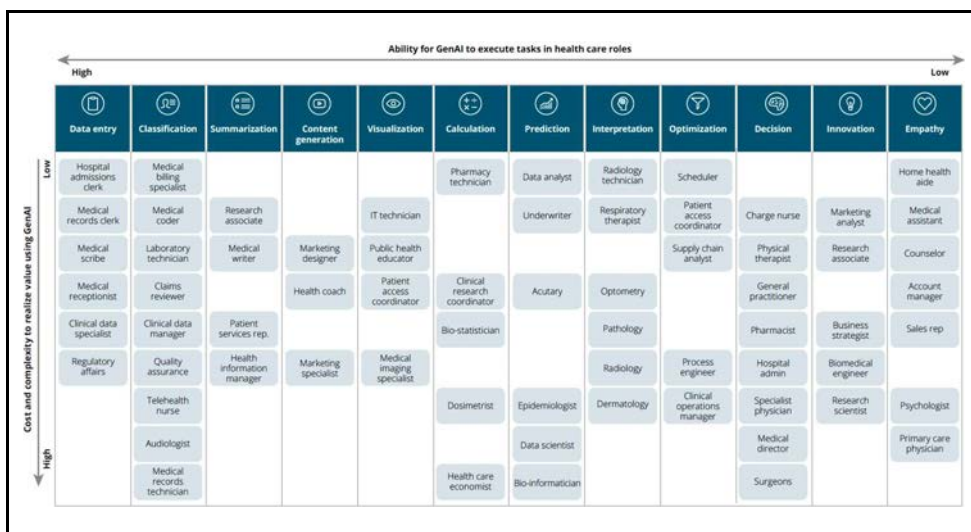 Ability for GenAI to execute tasks in health care roles
High
Low
Data entry
Classification
Summarization
Content
generation
Visualization
Calculation
Prediction
Interpretation
Optimization
Decision
Innovation
Empathy
Cost and complexity to realize value using GenAI
Low
High
Hospital
admissions
clerk
Medical
billing
specialist
Pharmacy
technician
Data analyst
Radiology
technician
Scheduler
Home health
aide
Medical
records clerk
Medical
coder
Research
associate
IT technician
Underwriter
Respiratory
therapist
Patient
access
coordinator
Charge nurse
Marketing
analyst
Medical
assistant
Medical
scribe
Laboratory
technician
Medical
writer
Marketing
designer
Public health
educator
Supply chain
analyst
Physical
therapist
Research
associate
Counselor
Medical
receptionist
Claims
reviewer
Health coach
Patient
access
coordinator
Clinical
research
coordinator
Acutary
Optometry
General
practitioner
Account
manager
Clinical data
specialist
Clinical data
manager
Patient
services rep.
Bio-statistician
Pathology
Pharmacist
Business
strategist
Sales rep
Regulatory
affairs
Quality
assurance
Health
information
manager
Marketing
specialist
Medical
imaging
specialist
Radiology
Process
engineer
Hospital
admin
Biomedical
engineer
Telehealth
nurse
Dosimetrist
Epidemiologist
Dermatology
Clinical
operations
manager
Specialist
physician
Research
scientist
Psychologist
Audiologist
Data scientist
Medical
director
Primary care
physician
Medical
records
technician
Health care
economist
Bio-informatician
Surgeons